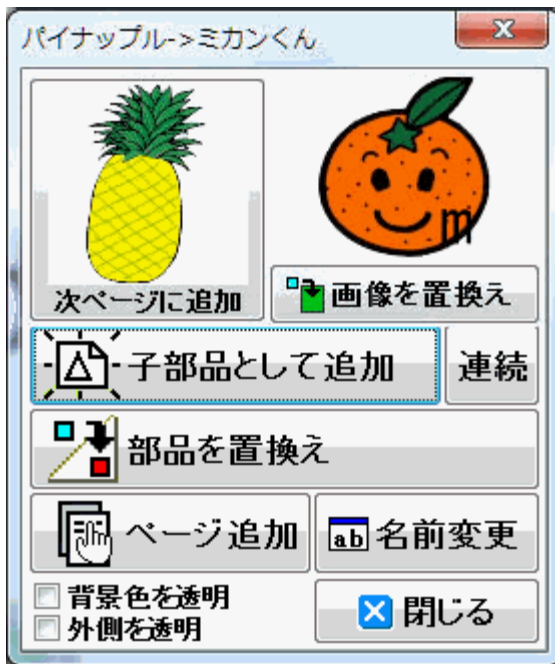 パイナップル->ミカンくん
m
次ページに追加
画像を置換え
子部品として追加
連続
部品を置換え
ページ追加
ab 名前変更
背景色を透明
外側を透明
閉じる